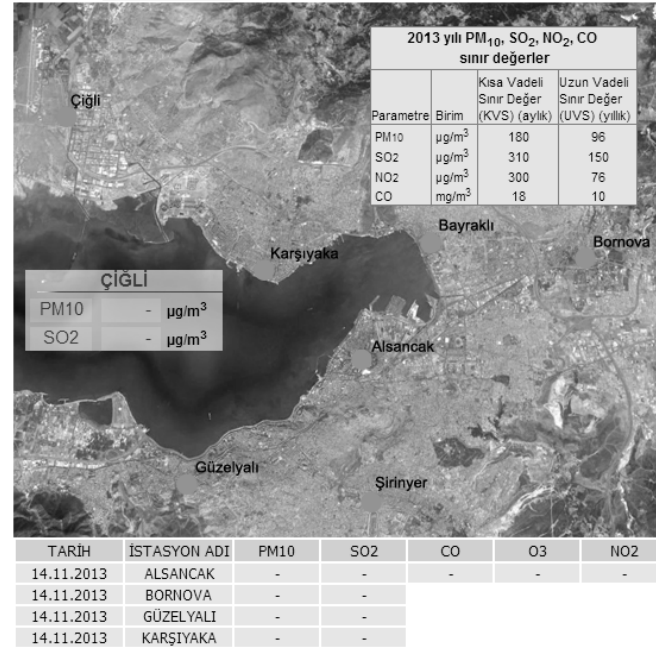 2013 yılı PM10, SO2, NO2, CO
sınır değerler
Parametre Birim Kısa Vadeli Sınır Değer (KVS) (aylık) Uzun Vadeli Sınır Değer (UVS) (yıllık)
PM10 µg/m3 180 96
SO2 µg/m3 310 150
NO2 µg/m3 300 76
CO mg/m3 18 10
Çiğli
Bayraklı
Bornova
Karşıyaka
ÇİĞLİ
PM10 - µg/m3
SO2 - µg/m3
Alsancak
Güzelyalı
Şirinyer
TARİH İSTASYON ADI PM10 SO2 CO O3 NO2
14.11.2013 ALSANCAK - - - - -
14.11.2013 BORNOVA - -
14.11.2013 GÜZELYALI - -
14.11.2013 KARŞIYAKA - -